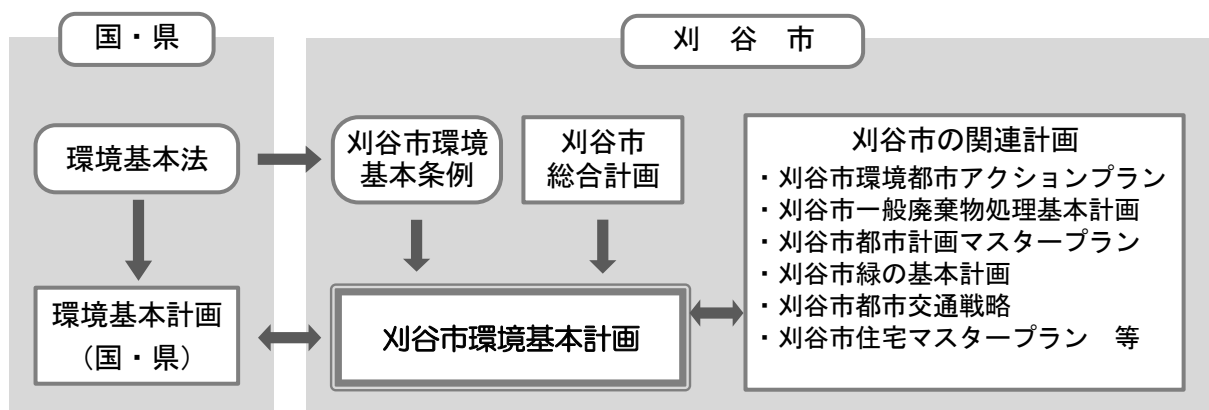 国・県
刈 谷 市
環境基本法
刈谷市環境
基本条例
刈谷市
総合計画
環境基本計画
(国・県)
刈谷市環境基本計画
刈谷市の関連計画
・刈谷市環境都市アクションプラン
・刈谷市一般廃棄物処理基本計画
・刈谷市都市計画マスタープラン
・刈谷市緑の基本計画
・刈谷市都市交通戦略
・刈谷市住宅マスタープラン 等